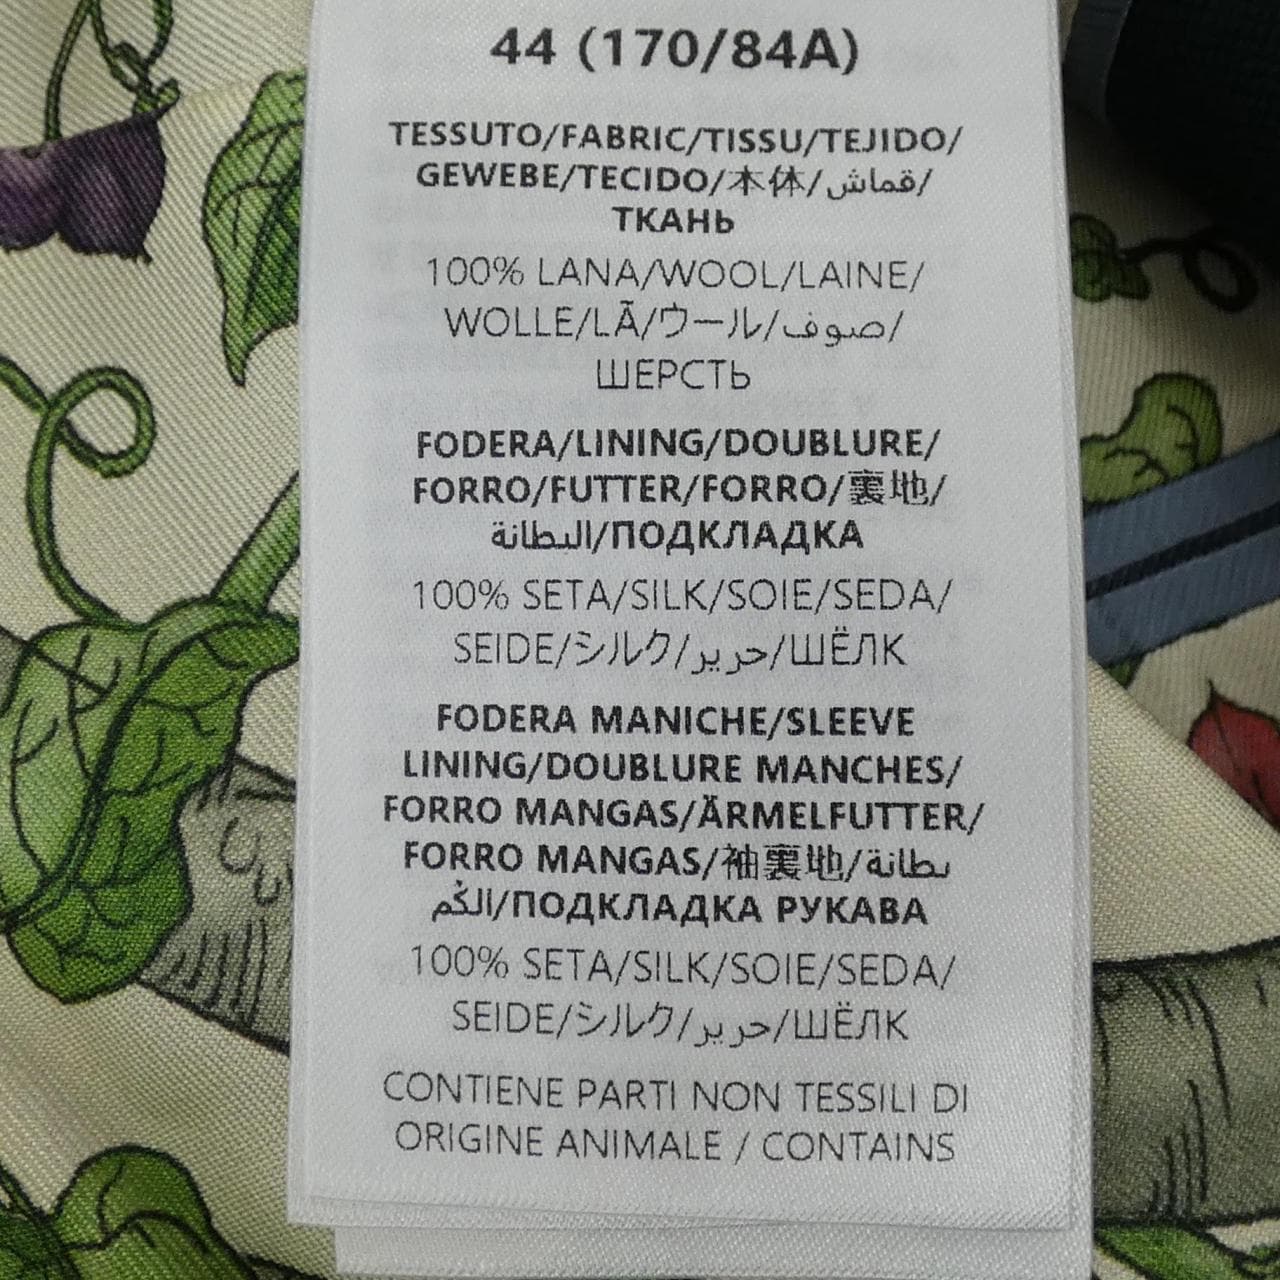 44 (170/84A)
TESSUTO/FABRIC/TISSU/TEJIDO/
GEWEBE/TECIDO/本体/قماش/
ТКАНЬ
100% LANA/WOOL/LAINE/
WOLLE/LÃ/ウール/صوف/
ШЕРСТЬ
FODERA/LINING/DOUBLURE/
FORRO/FUTTER/FORRO/裏地/
البطانة/ПОДКЛАДКА
100% SETA/SILK/SOIE/SEDA/
SEIDE/シルク/حرير/ШЁЛК
FODERA MANICHE/SLEEVE
LINING/DOUBLURE MANCHES/
FORRO MANGAS/ÄRMELFUTTER/
FORRO MANGAS/袖裏地/بطانة
الكُم/ПОДКЛАДКА РУКАВА
100% SETA/SILK/SOIE/SEDA/
SEIDE/シルク/حرير/ШЁЛК
CONTIENE PARTI NON TESSILI DI
ORIGINE ANIMALE / CONTAINS